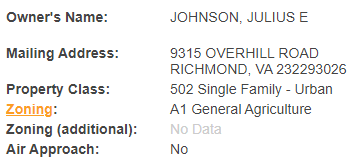 Owner's Name: JOHNSON, JULIUS E
Mailing Address: 9315 OVERHILL ROAD
RICHMOND, VA 232293026
Property Class: 502 Single Family - Urban
Zoning: A1 General Agriculture
Zoning (additional): No Data
Air Approach: No